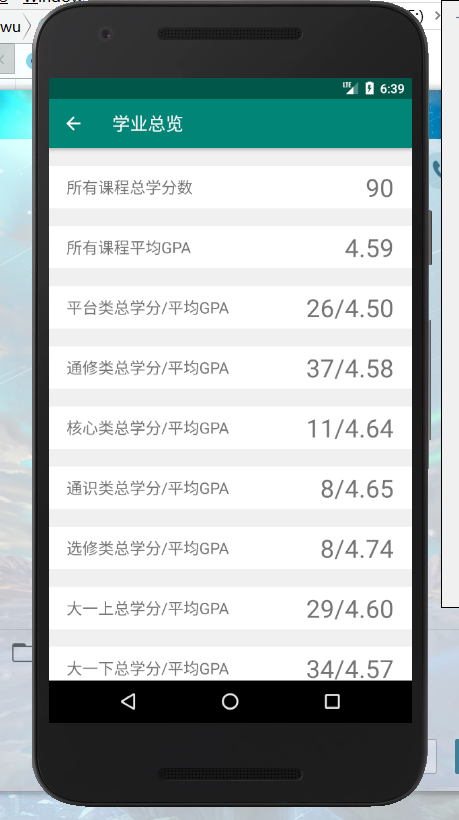 wu
LTE 6:39
学业总览
所有课程总学分数 90
所有课程平均GPA 4.59
平台类总学分/平均GPA 26/4.50
通修类总学分/平均GPA 37/4.58
核心类总学分/平均GPA 11/4.64
通识类总学分/平均GPA 8/4.65
选修类总学分/平均GPA 8/4.74
大一上总学分/平均GPA 29/4.60
大一下总学分/平均GPA 34/4.57